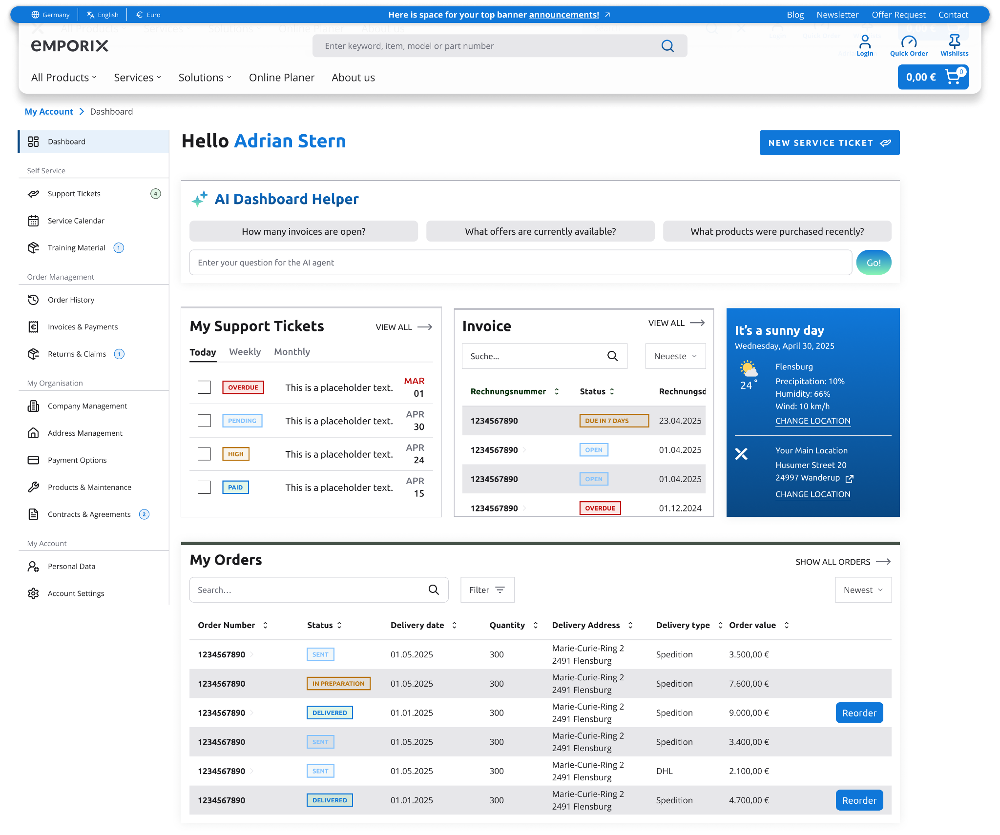 Germany
English
€ Euro
Here is space for your top banner announcements!
Blog
Newsletter
Offer Request
Contact
emporix
Enter keyword, item, model or part number
Login
Quick Order
Wishlists
All Products
Services
Solutions
Online Planer
About us
0,00 €
0
My Account
Dashboard
Dashboard
Self Service
Support Tickets
4
Service Calendar
Training Material
1
Order Management
Order History
Invoices & Payments
Returns & Claims
1
My Organisation
Company Management
Address Management
Payment Options
Products & Maintenance
Contracts & Agreements
2
My Account
Personal Data
Account Settings
Hello Adrian Stern
NEW SERVICE TICKET
AI Dashboard Helper
How many invoices are open?
What offers are currently available?
What products were purchased recently?
Enter your question for the AI agent
Go!
My Support Tickets
VIEW ALL
Today
Weekly
Monthly
OVERDUE
This is a placeholder text.
MAR
01
PENDING
This is a placeholder text.
APR
30
HIGH
This is a placeholder text.
APR
24
PAID
This is a placeholder text.
APR
15
Invoice
VIEW ALL
Suche...
Neueste
Rechnungsnummer
Status
Rechnungsd
1234567890
DUE IN 7 DAYS
23.04.2025
1234567890
OPEN
01.04.2025
1234567890
OPEN
01.04.2025
1234567890
OVERDUE
01.12.2024
It's a sunny day
Wednesday, April 30, 2025
24°
Flensburg
Precipitation: 10%
Humidity: 66%
Wind: 10 km/h
CHANGE LOCATION
Your Main Location
Husumer Street 20
24997 Wanderup
CHANGE LOCATION
My Orders
SHOW ALL ORDERS
Search...
Filter
Newest
Order Number
Status
Delivery date
Quantity
Delivery Address
Delivery type
Order value
1234567890
SENT
01.05.2025
300
Marie-Curie-Ring 2
2491 Flensburg
Spedition
3.500,00 €
1234567890
IN PREPARATION
01.05.2025
300
Marie-Curie-Ring 2
2491 Flensburg
Spedition
7.600,00 €
1234567890
DELIVERED
01.01.2025
300
Marie-Curie-Ring 2
2491 Flensburg
Spedition
9.000,00 €
Reorder
1234567890
SENT
01.05.2025
300
Marie-Curie-Ring 2
2491 Flensburg
Spedition
3.400,00 €
1234567890
SENT
01.05.2025
300
Marie-Curie-Ring 2
2491 Flensburg
DHL
2.100,00 €
1234567890
DELIVERED
01.01.2025
300
Marie-Curie-Ring 2
2491 Flensburg
Spedition
4.700,00 €
Reorder